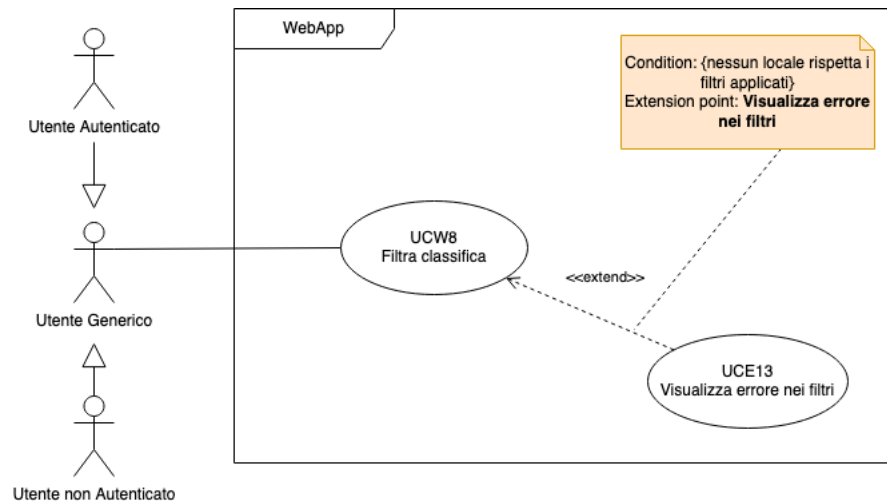 WebApp
Condition: {nessun locale rispetta i
filtri applicati}
Extension point: Visualizza errore
nei filtri
Utente Autenticato
UCW8
Filtra classifica
<<extend>>
Utente Generico
UCE13
Visualizza errore nei filtri
Utente non Autenticato